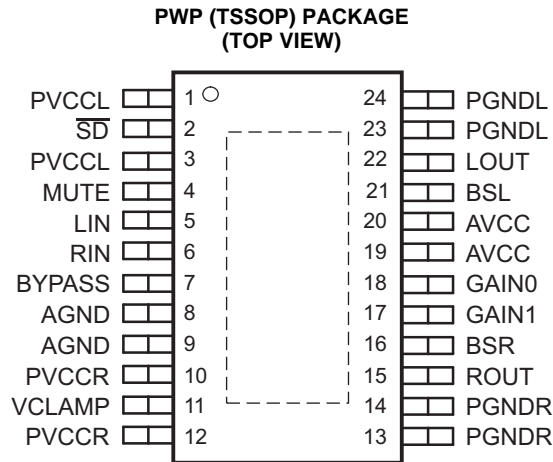 PWP (TSSOP) PACKAGE
(TOP VIEW)
PVCCL 1 24 PGNDL
SD 2 23 PGNDL
PVCCL 3 22 LOUT
MUTE 4 21 BSL
LIN 5 20 AVCC
RIN 6 19 AVCC
BYPASS 7 18 GAIN0
AGND 8 17 GAIN1
AGND 9 16 BSR
PVCCR 10 15 ROUT
VCLAMP 11 14 PGNDR
PVCCR 12 13 PGNDR